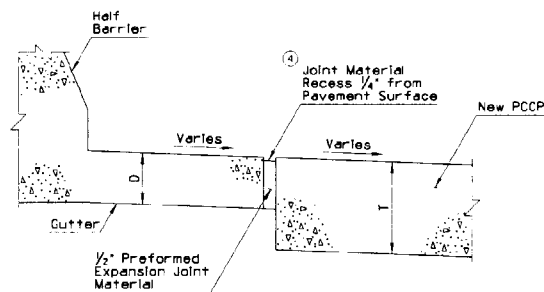 Half
Barrier
4
Joint Material
Recess 1/4" from
Pavement Surface
New PCCP
Varies
Varies
D
T
Gutter
1/2" Preformed
Expansion Joint
Material